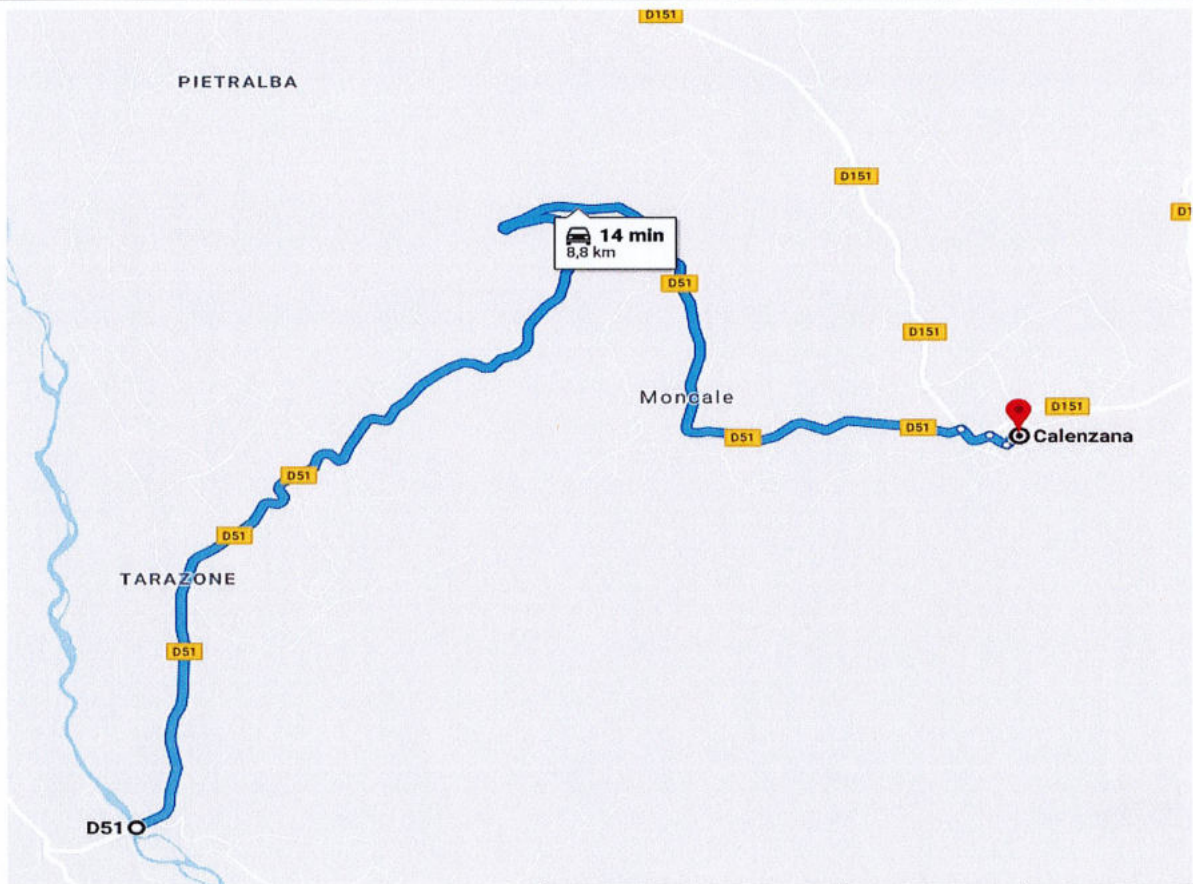 D151
PIETRALBA
D151
D1
14 min
8,8 km
D51
D151
Moncale
D151
D51
D51
Calenzana
D51
D51
TARAZONE
D51
D51